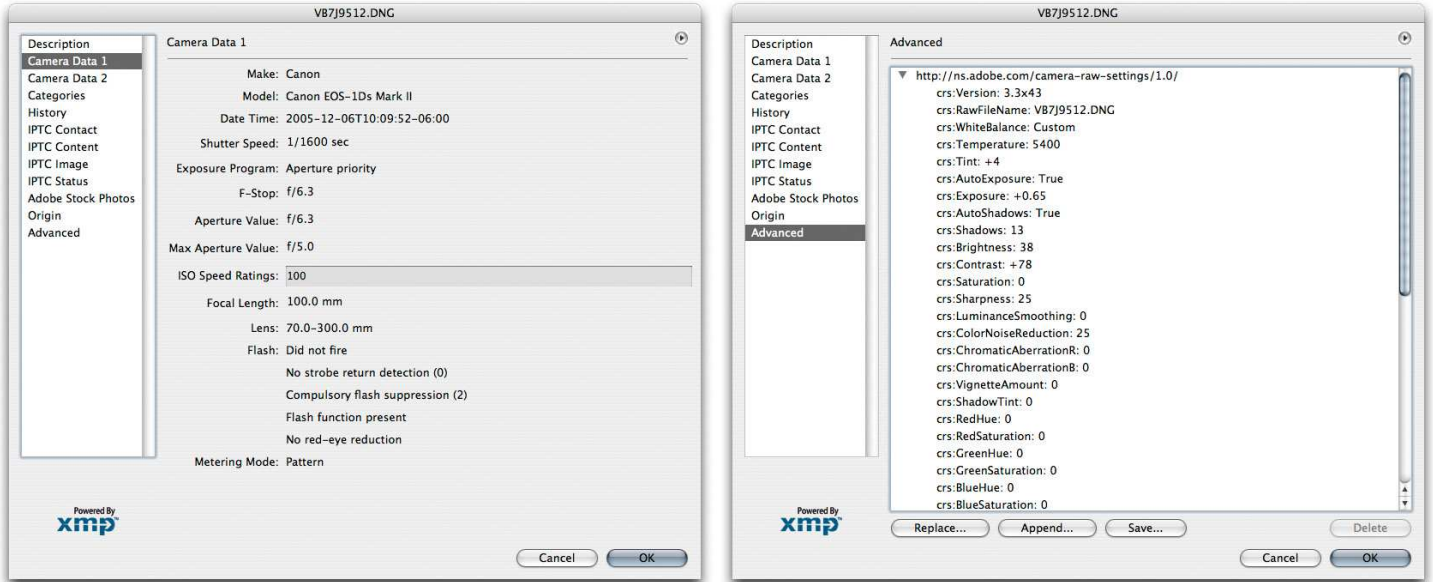 VB7J9512.DNG
Description
Camera Data 1
Camera Data 2
Categories
History
IPTC Contact
IPTC Content
IPTC Image
IPTC Status
Adobe Stock Photos
Origin
Advanced
Camera Data 1
Make: Canon
Model: Canon EOS-1Ds Mark II
Date Time: 2005-12-06T10:09:52-06:00
Shutter Speed: 1/1600 sec
Exposure Program: Aperture priority
F-Stop: f/6.3
Aperture Value: f/6.3
Max Aperture Value: f/5.0
ISO Speed Ratings: 100
Focal Length: 100.0 mm
Lens: 70.0-300.0 mm
Flash: Did not fire
No strobe return detection (0)
Compulsory flash suppression (2)
Flash function present
No red-eye reduction
Metering Mode: Pattern
Powered By
xmp™
Cancel
OK
VB7J9512.DNG
Description
Camera Data 1
Camera Data 2
Categories
History
IPTC Contact
IPTC Content
IPTC Image
IPTC Status
Adobe Stock Photos
Origin
Advanced
Advanced
http://ns.adobe.com/camera-raw-settings/1.0/
crs:Version: 3.3x43
crs:RawFileName: VB7J9512.DNG
crs:WhiteBalance: Custom
crs:Temperature: 5400
crs:Tint: +4
crs:AutoExposure: True
crs:Exposure: +0.65
crs:AutoShadows: True
crs:Shadows: 13
crs:Brightness: 38
crs:Contrast: +78
crs:Saturation: 0
crs:Sharpness: 25
crs:LuminanceSmoothing: 0
crs:ColorNoiseReduction: 25
crs:ChromaticAberrationR: 0
crs:ChromaticAberrationB: 0
crs:VignetteAmount: 0
crs:ShadowTint: 0
crs:RedHue: 0
crs:RedSaturation: 0
crs:GreenHue: 0
crs:GreenSaturation: 0
crs:BlueHue: 0
crs:BlueSaturation: 0
Powered By
xmp™
Replace...
Append...
Save...
Delete
Cancel
OK